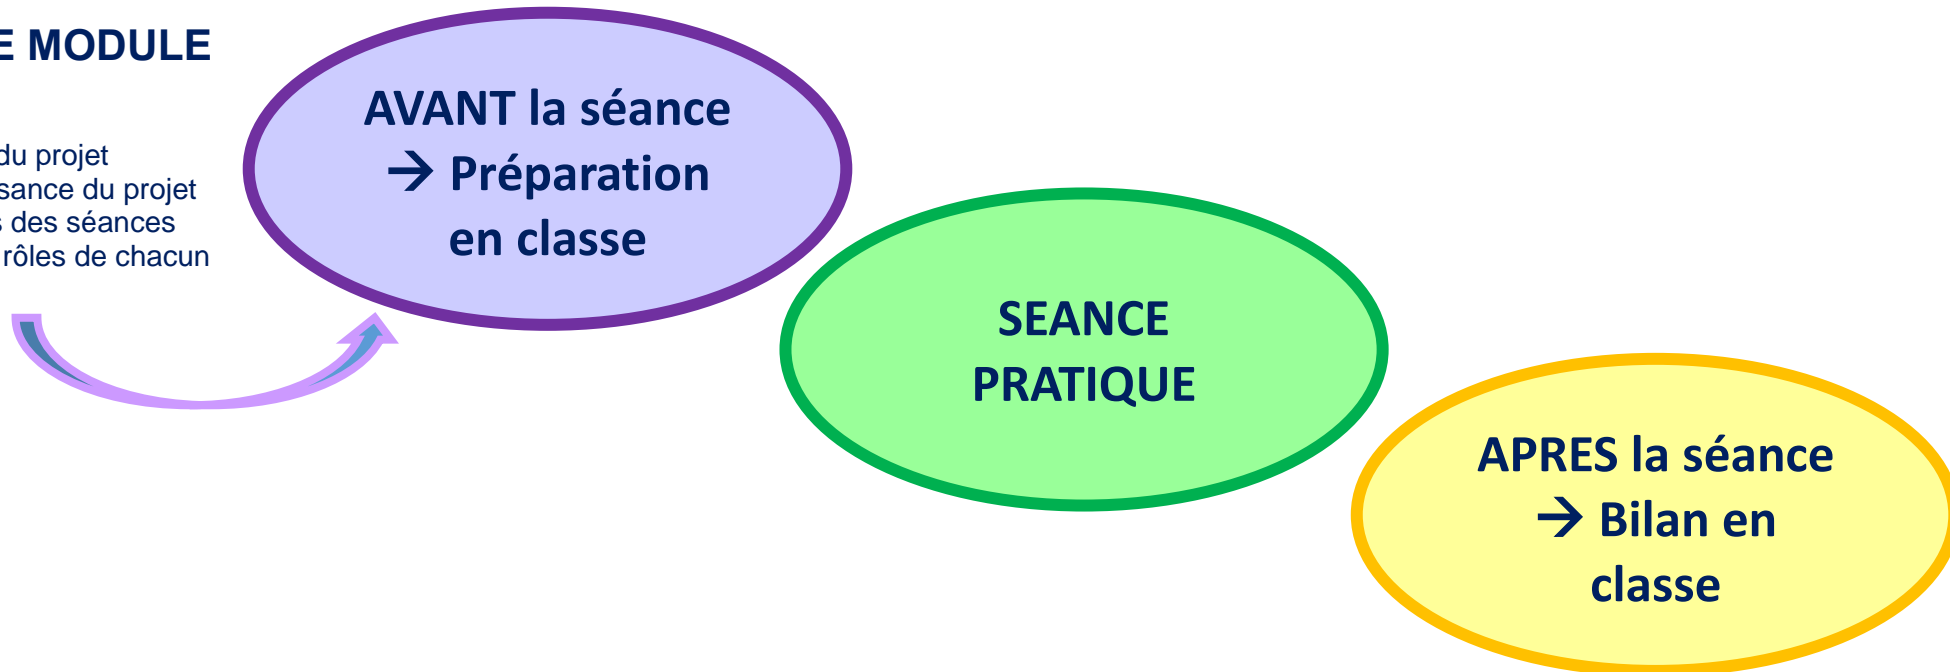 E MODULE
du projet
sance du projet
s des séances
rôles de chacun
AVANT la séance
→ Préparation
en classe
SEANCE
PRATIQUE
APRES la séance
→ Bilan en
classe